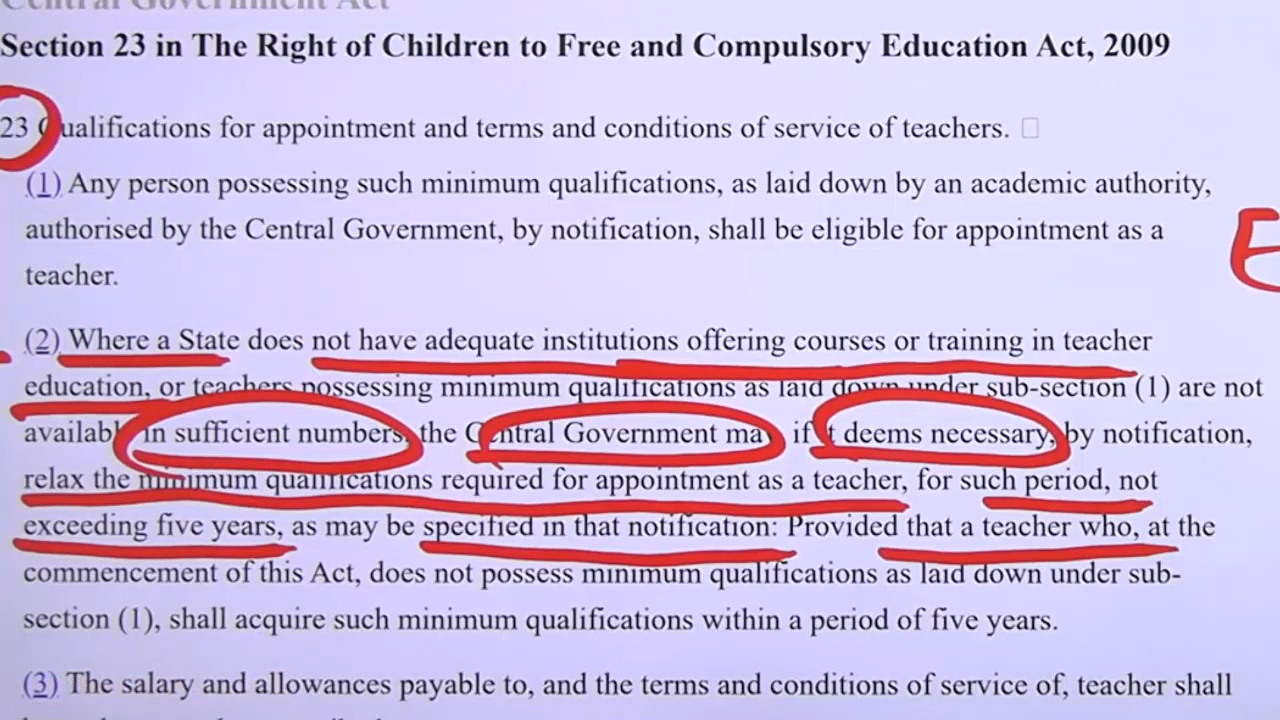 Central Government Act
Section 23 in The Right of Children to Free and Compulsory Education Act, 2009
23 Qualifications for appointment and terms and conditions of service of teachers.
(1) Any person possessing such minimum qualifications, as laid down by an academic authority,
authorised by the Central Government, by notification, shall be eligible for appointment as a
teacher.
E
(2) Where a State does not have adequate institutions offering courses or training in teacher
education, or teachers possessing minimum qualifications as laid down under sub-section (1) are not
available in sufficient numbers, the Central Government may, if it deems necessary, by notification,
relax the minimum qualifications required for appointment as a teacher, for such period, not
exceeding five years, as may be specified in that notification: Provided that a teacher who, at the
commencement of this Act, does not possess minimum qualifications as laid down under sub-
section (1), shall acquire such minimum qualifications within a period of five years.
(3) The salary and allowances payable to, and the terms and conditions of service of, teacher shall